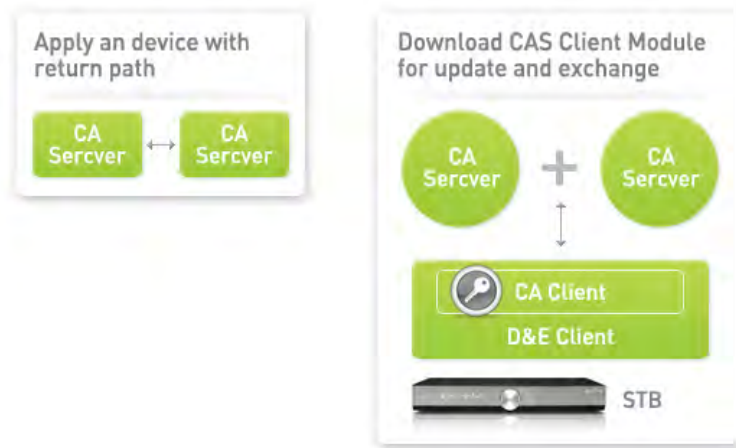 Apply an device with
return path
CA
Sercver
CA
Sercver
Download CAS Client Module
for update and exchange
CA
Sercver
+
CA
Sercver
CA Client
D&E Client
STB